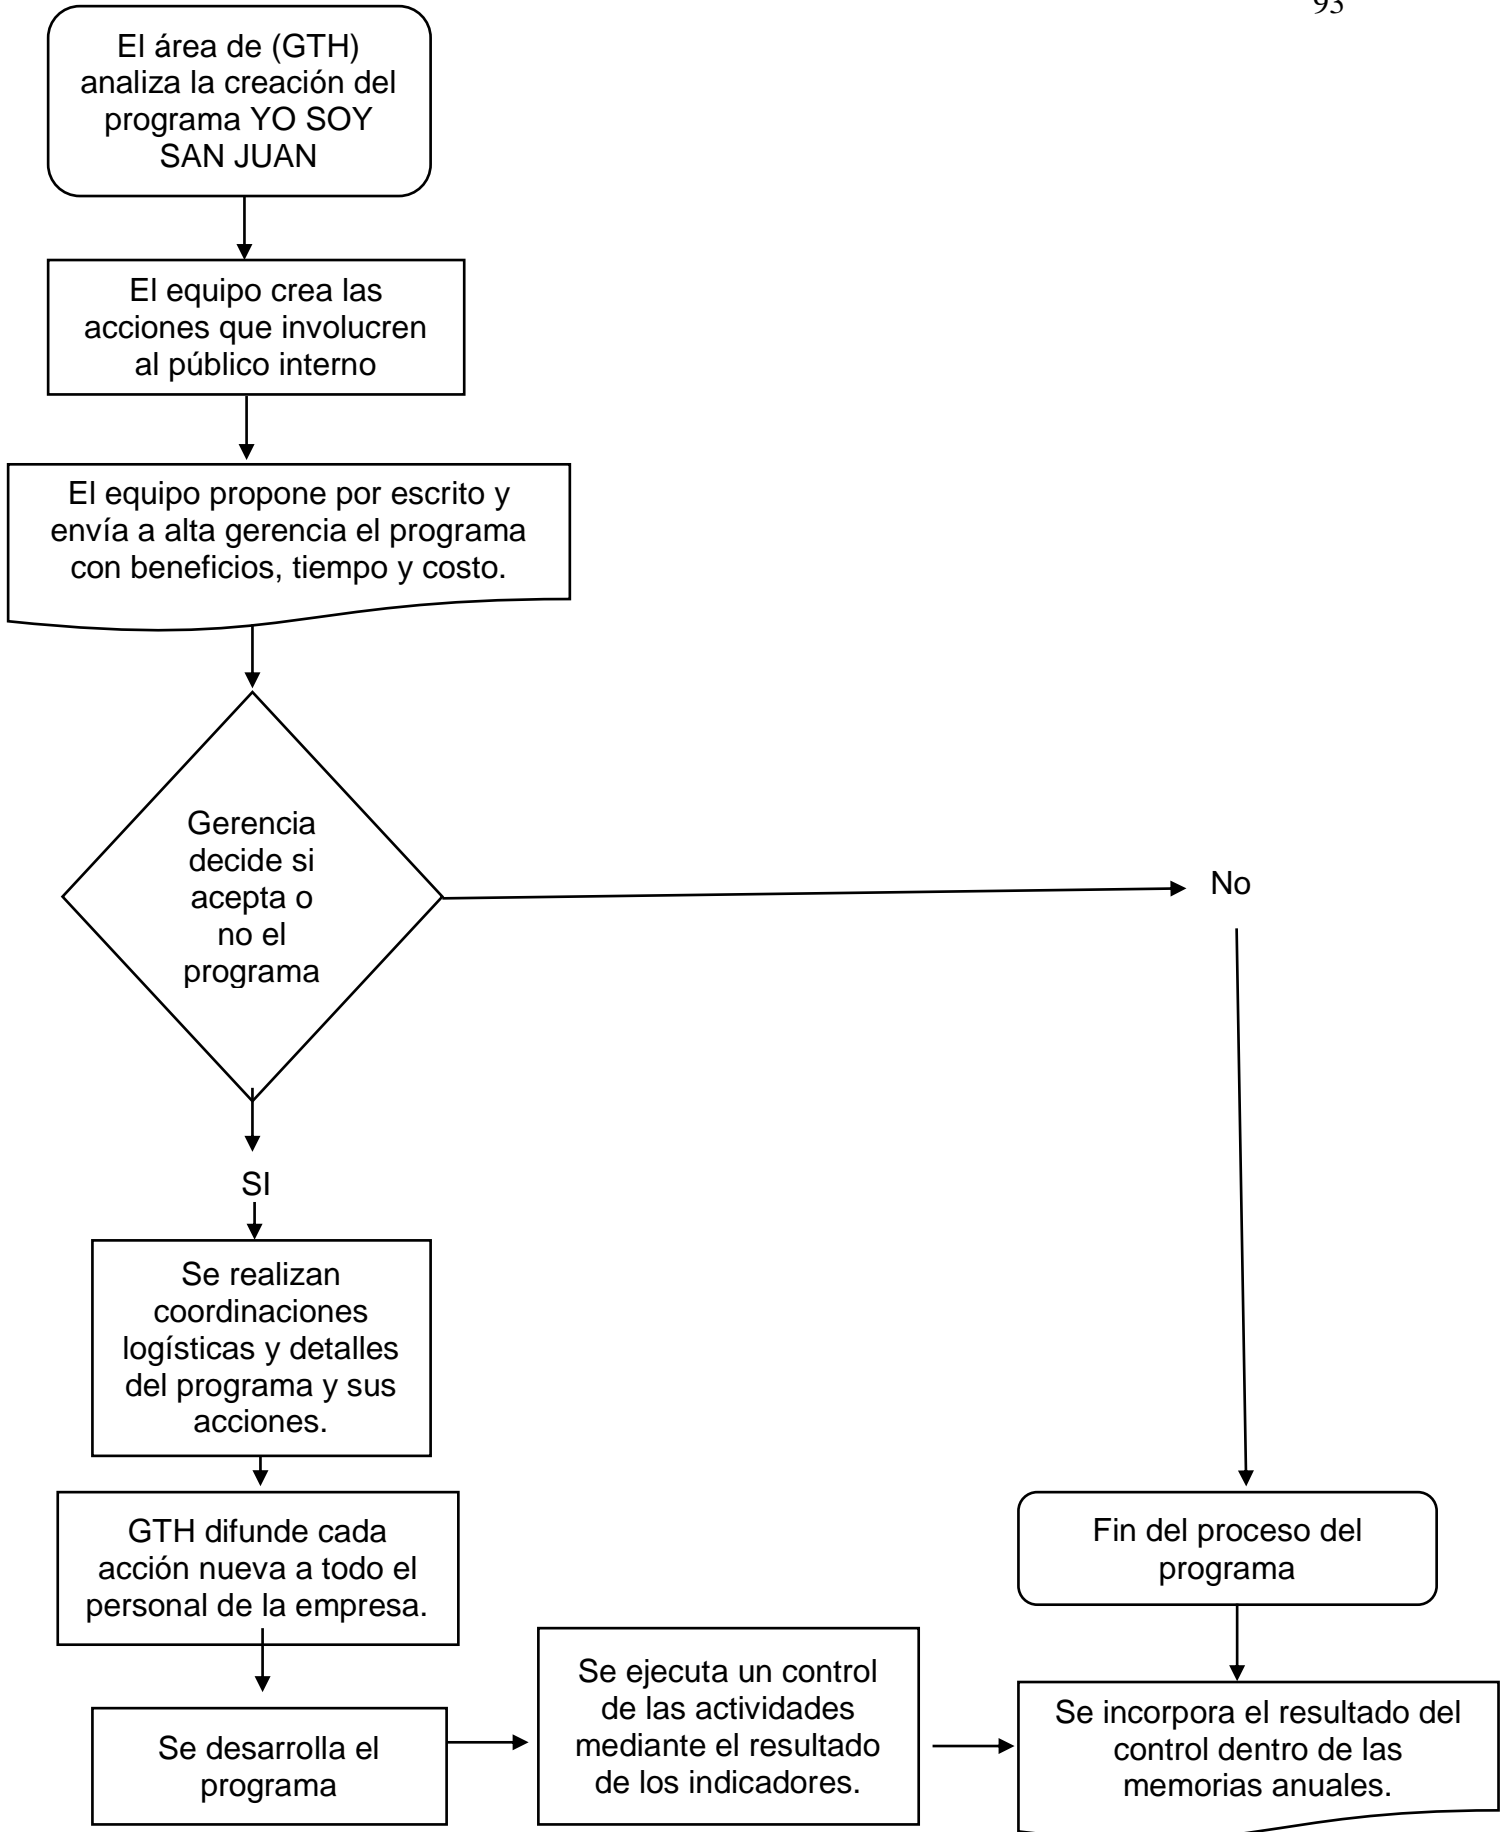 93
El área de (GTH)
analiza la creación del
programa YO SOY
SAN JUAN
El equipo crea las
acciones que involucren
al público interno
El equipo propone por escrito y
envía a alta gerencia el programa
con beneficios, tiempo y costo.
Gerencia
decide si
acepta o
no el
programa
No
SI
Se realizan
coordinaciones
logísticas y detalles
del programa y sus
acciones.
GTH difunde cada
acción nueva a todo el
personal de la empresa.
Fin del proceso del
programa
Se desarrolla el
programa
Se ejecuta un control
de las actividades
mediante el resultado
de los indicadores.
Se incorpora el resultado del
control dentro de las
memorias anuales.